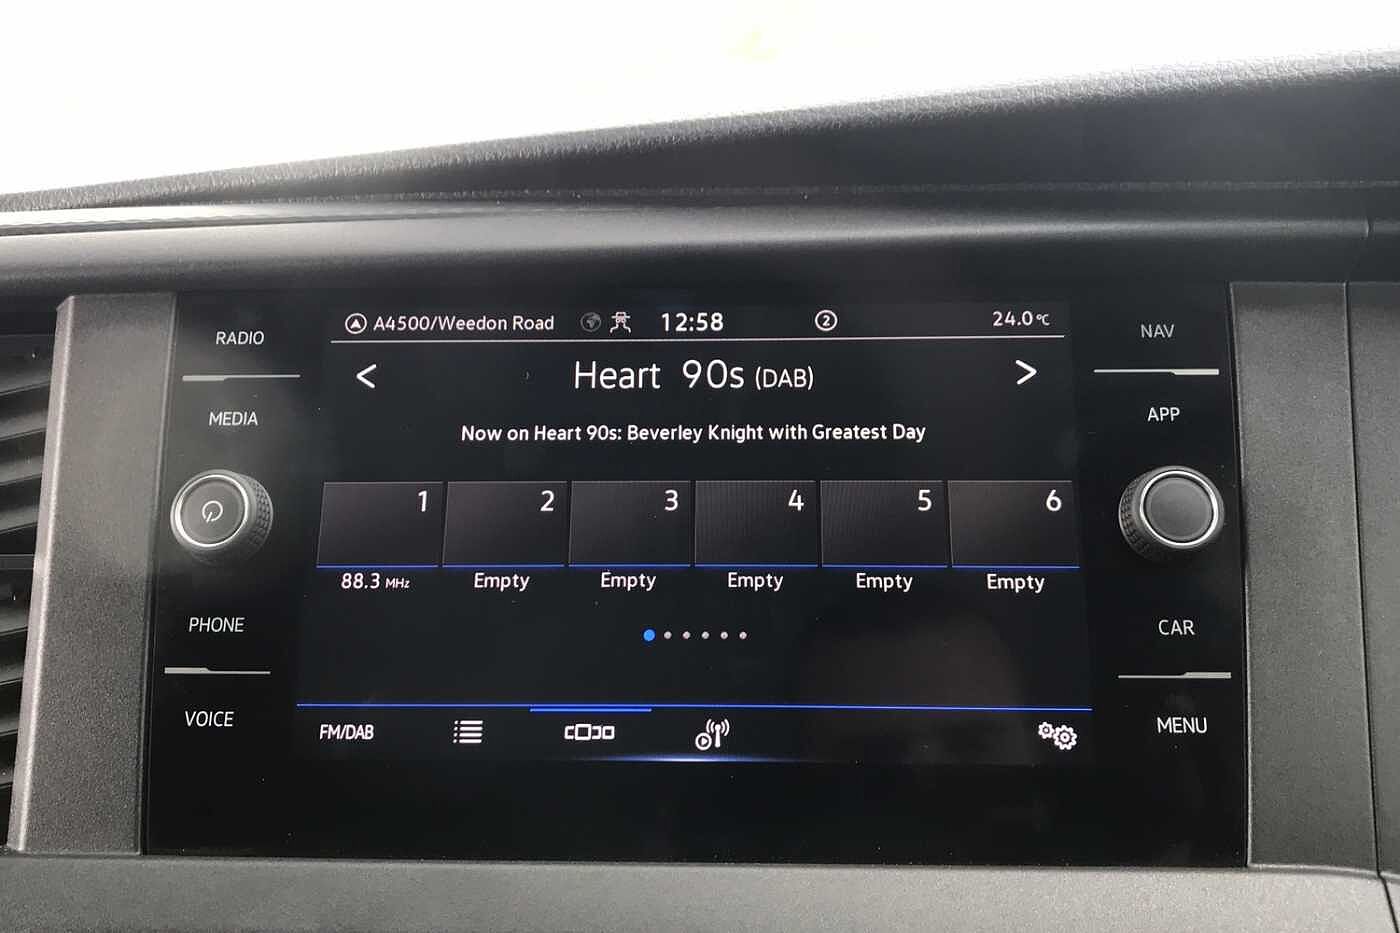 RADIO
MEDIA
PHONE
VOICE
A4500/Weedon Road 12:58 2 24.0°C
< Heart 90s (DAB) >
Now on Heart 90s: Beverley Knight with Greatest Day
1 2 3 4 5 6
88.3 MHz Empty Empty Empty Empty Empty
FM/DAB
NAV
APP
CAR
MENU